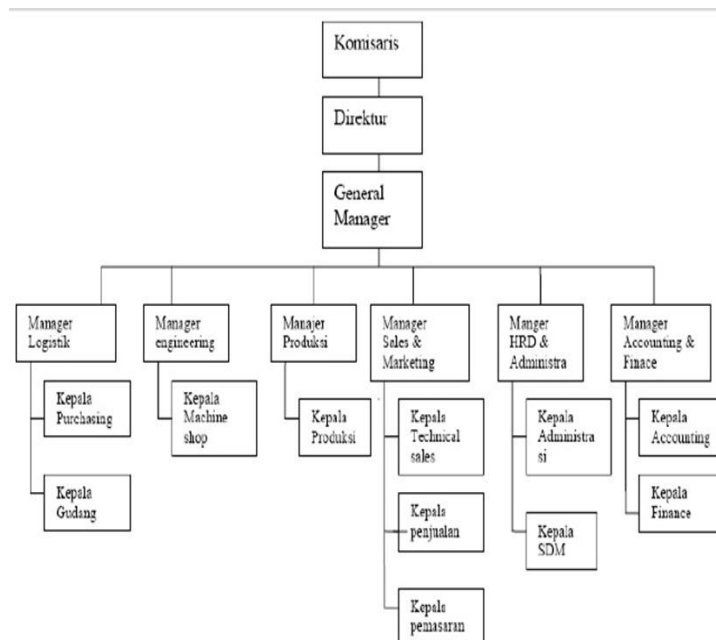 Komisaris
Direktur
General
Manager
Manager
Logistik
Manager
engineering
Manajer
Produksi
Manager
Sales &
Marketing
Manger
HRD &
Administra
Manager
Accounting &
Finace
Kepala
Purchasing
Kepala
Gudang
Kepala
Machine
shop
Kepala
Produksi
Kepala
Technical
sales
Kepala
penjualan
Kepala
pemasaran
Kepala
Administra
si
Kepala
SDM
Kepala
Accounting
Kepala
Finance